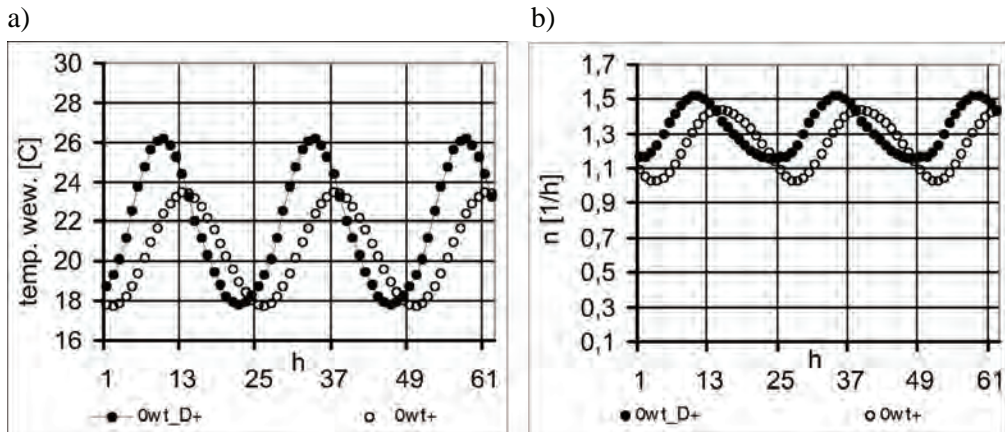 a)
b)
30
28
26
24
22
20
18
16
temp. wew. [C]
1 13 25 37 49 61
h
0wt_D+ 0wt+
1,7
1,5
1,3
1,1
0,9
0,7
0,5
0,3
0,1
n [1/h]
h
1 13 25 37 49 61
0wt_D+ 0wt+